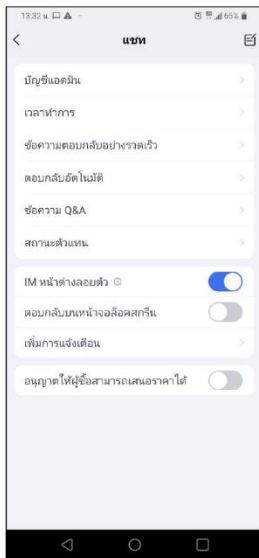 13:32 น.
65%
แชท
บัญชีแอดมิน
เวลาทำการ
ข้อความตอบกลับอย่างรวดเร็ว
ตอบกลับอัตโนมัติ
ข้อความ Q&A
สถานะตัวแทน
IM หน้าต่างลอยตัว
ตอบกลับบนหน้าจอล็อคสกรีน
เพิ่มการแจ้งเตือน
อนุญาตให้ผู้ซื้อสามารถเสนอราคาได้